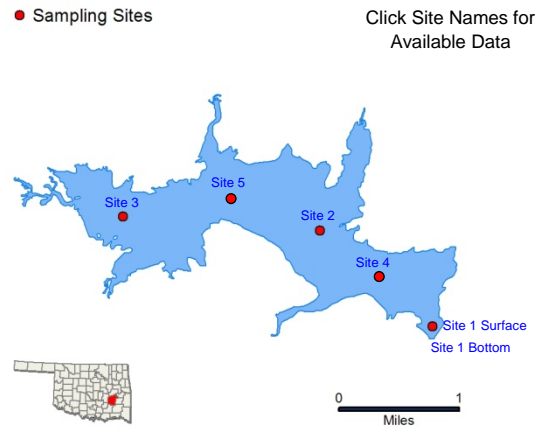 Sampling Sites
Click Site Names for
Available Data
Site 5
Site 3
Site 2
Site 4
Site 1 Surface
Site 1 Bottom
0 1
Miles